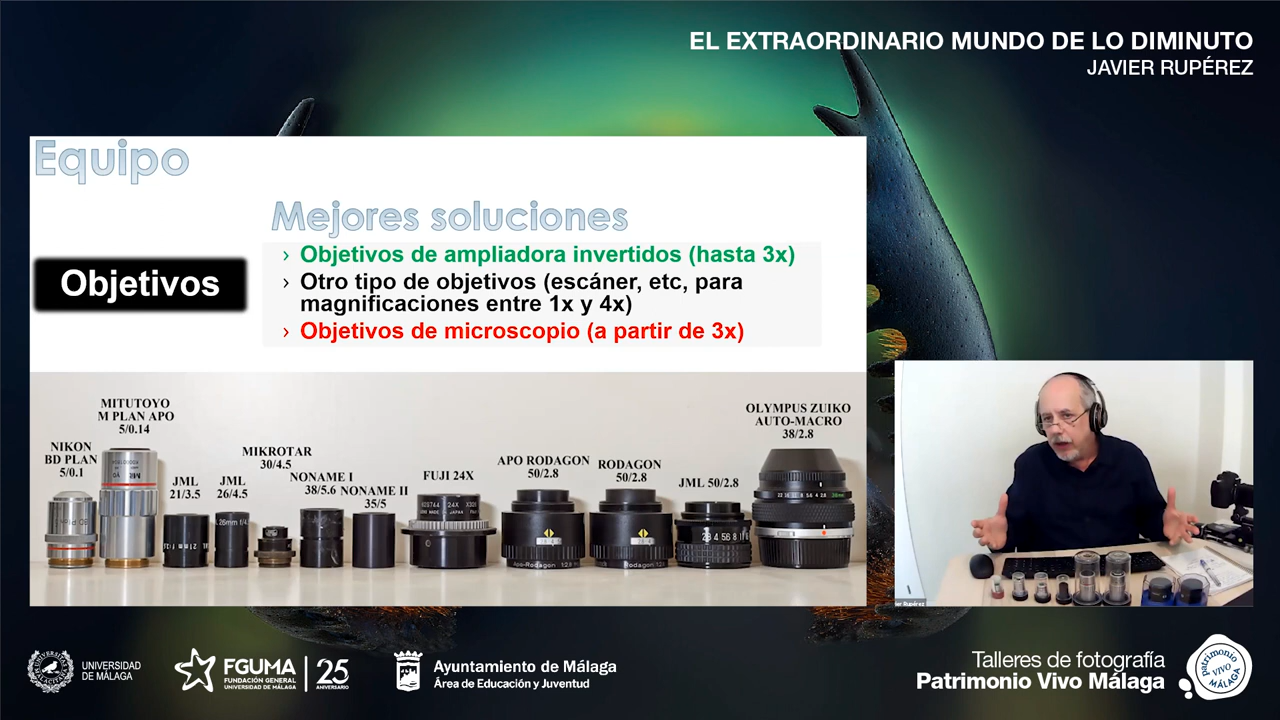 EL EXTRAORDINARIO MUNDO DE LO DIMINUTO
JAVIER RUPÉREZ
Equipo
Mejores soluciones
Objetivos
› Objetivos de ampliadora invertidos (hasta 3x)
› Otro tipo de objetivos (escáner, etc, para
magnificaciones entre 1x y 4x)
› Objetivos de microscopio (a partir de 3x)
NIKON
BD PLAN
5/0.1
MITUTOYO
M PLAN APO
5/0.14
JML
21/3.5
JML
26/4.5
MIKROTAR
30/4.5
NONAME I
38/5.6
NONAME II
35/5
FUJI 24X
APO RODAGON
50/2.8
RODAGON
50/2.8
JML 50/2.8
OLYMPUS ZUIKO
AUTO-MACRO
38/2.8
UNIVERSIDAD
DE MÁLAGA
FGUMA
FUNDACIÓN GENERAL
UNIVERSIDAD DE MÁLAGA
25
ANIVERSARIO
Ayuntamiento de Málaga
Área de Educación y Juventud
Talleres de fotografía
Patrimonio Vivo Málaga
patrimonio
VIVO
MÁLAGA